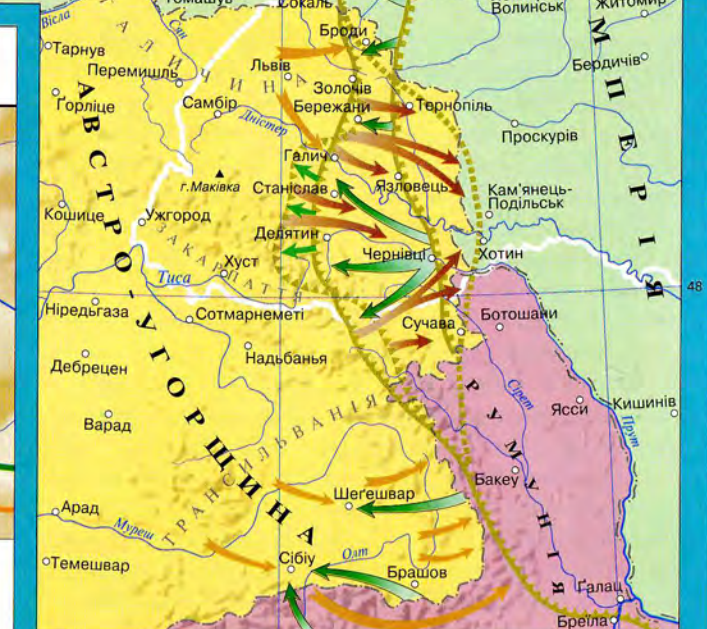 Томашув
Сокаль
Волинськ
Житомир
Вісла
Сян
Броди
Тарнув
Бердичів
Перемишль
Львів
ГАЛИЧИНА
Золочів
Горліце
Самбір
Бережани
Тернопіль
Дністер
Проскурів
Галич
г.Маківка
Станіслав
Язловець
Кам'янець-
Подільськ
Кошице
Ужгород
Делятин
ЗАКАРПАТТЯ
Чернівці
Хотин
Хуст
Тиса
48
Ніредьгаза
Сотмарнеметі
Сучава
Ботошани
Надьбанья
Дебрецен
Сірет
Ясси
Кишинів
Варад
Прут
ТРАНСИЛЬВАНІЯ
Бакеу
Шегешвар
Арад
Муреш
АВСТРО-УГОРЩИНА
РУМУНІЯ
МПЕРІЯ
Сібіу
Олт
Темешвар
Брашов
Галац
Бреїла